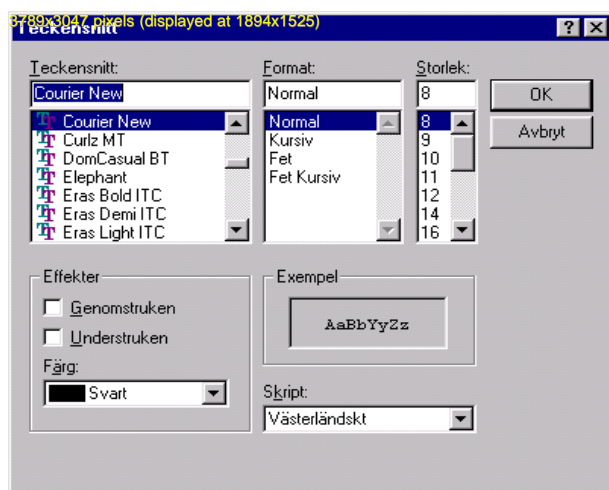 3789x3047 pixels (displayed at 1894x1525)
Teckensnitt
Teckensnitt:
Format:
Storlek:
Courier New
Normal
8
OK
Avbryt
Courier New
Curlz MT
DomCasual BT
Elephant
Eras Bold ITC
Eras Demi ITC
Eras Light ITC
Normal
Kursiv
Fet
Fet Kursiv
8
9
10
11
12
14
16
Effekter
Genomstruken
Understruken
Färg:
Svart
Exempel
AaBbYyZz
Skript:
Västerländskt